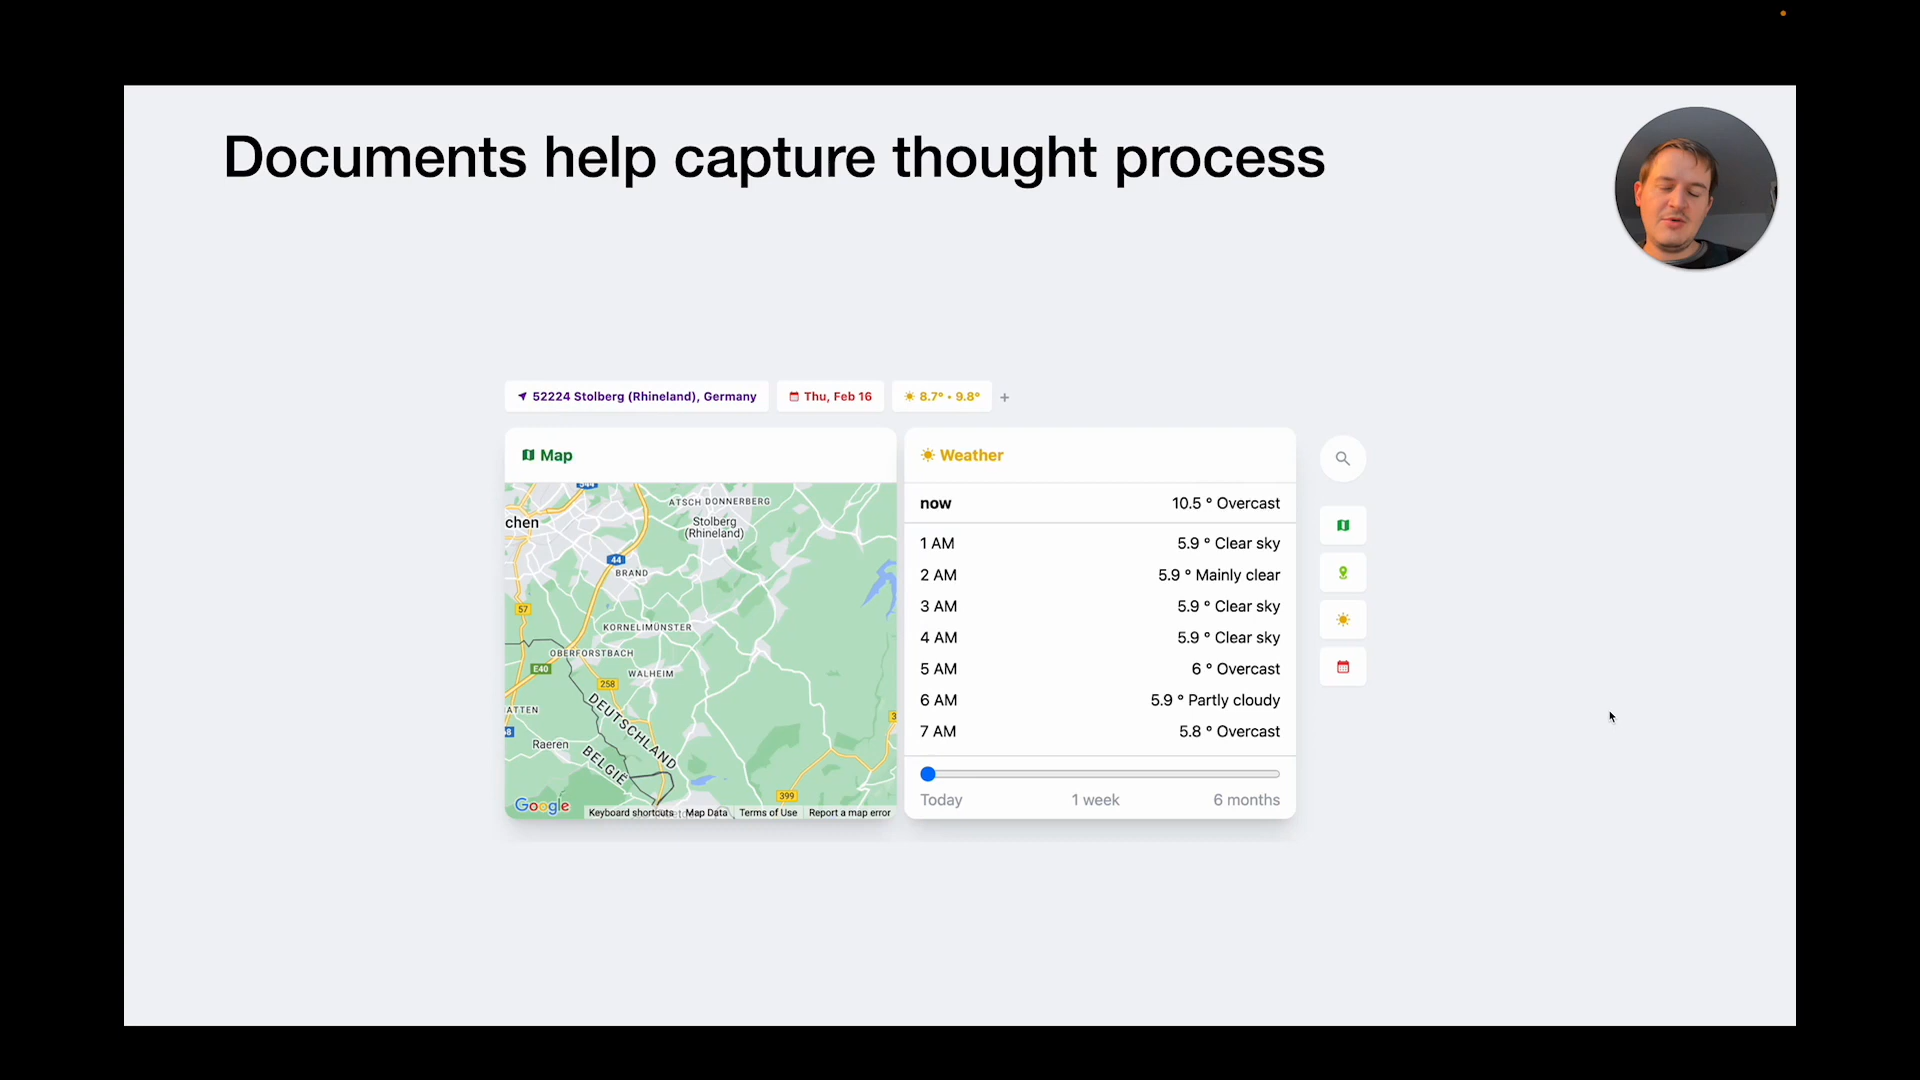 Documents help capture thought process
52224 Stolberg (Rhineland), Germany
Thu, Feb 16
8.7° • 9.8°
+
Map
ATSCH DONNERBERG
chen
Stolberg
(Rhineland)
44
BRAND
57
KORNELIMÜNSTER
OBERFORSTBACH
E40
WALHEIM
258
DEUTSCHLAND
ATTEN
Raeren
BELGIË
399
Google
Keyboard shortcuts
Map Data
Terms of Use
Report a map error
Weather
now 10.5 ° Overcast
1 AM 5.9 ° Clear sky
2 AM 5.9 ° Mainly clear
3 AM 5.9 ° Clear sky
4 AM 5.9 ° Clear sky
5 AM 6 ° Overcast
6 AM 5.9 ° Partly cloudy
7 AM 5.8 ° Overcast
Today 1 week 6 months